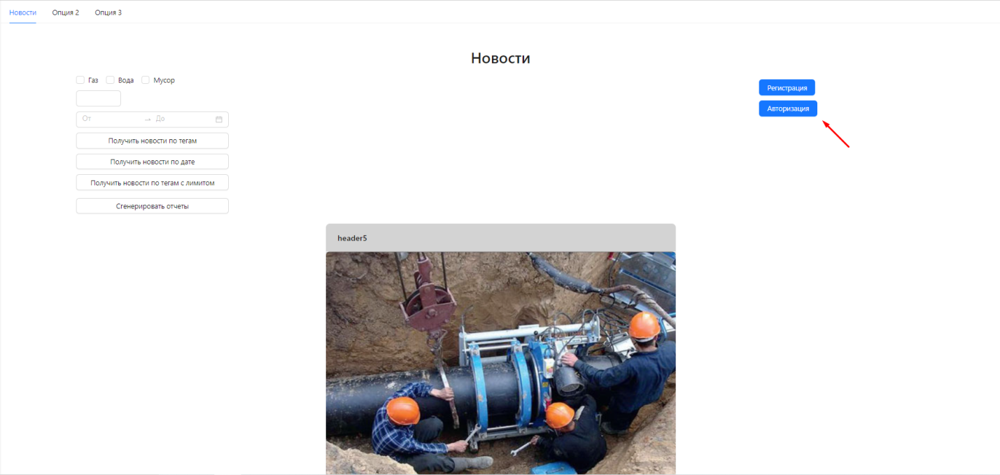 Новости Опция 2 Опция 3
Новости
Газ Вода Мусор
От → До
Получить новости по тегам
Получить новости по дате
Получить новости по тегам с лимитом
Сгенерировать отчеты
Регистрация
Авторизация
header5